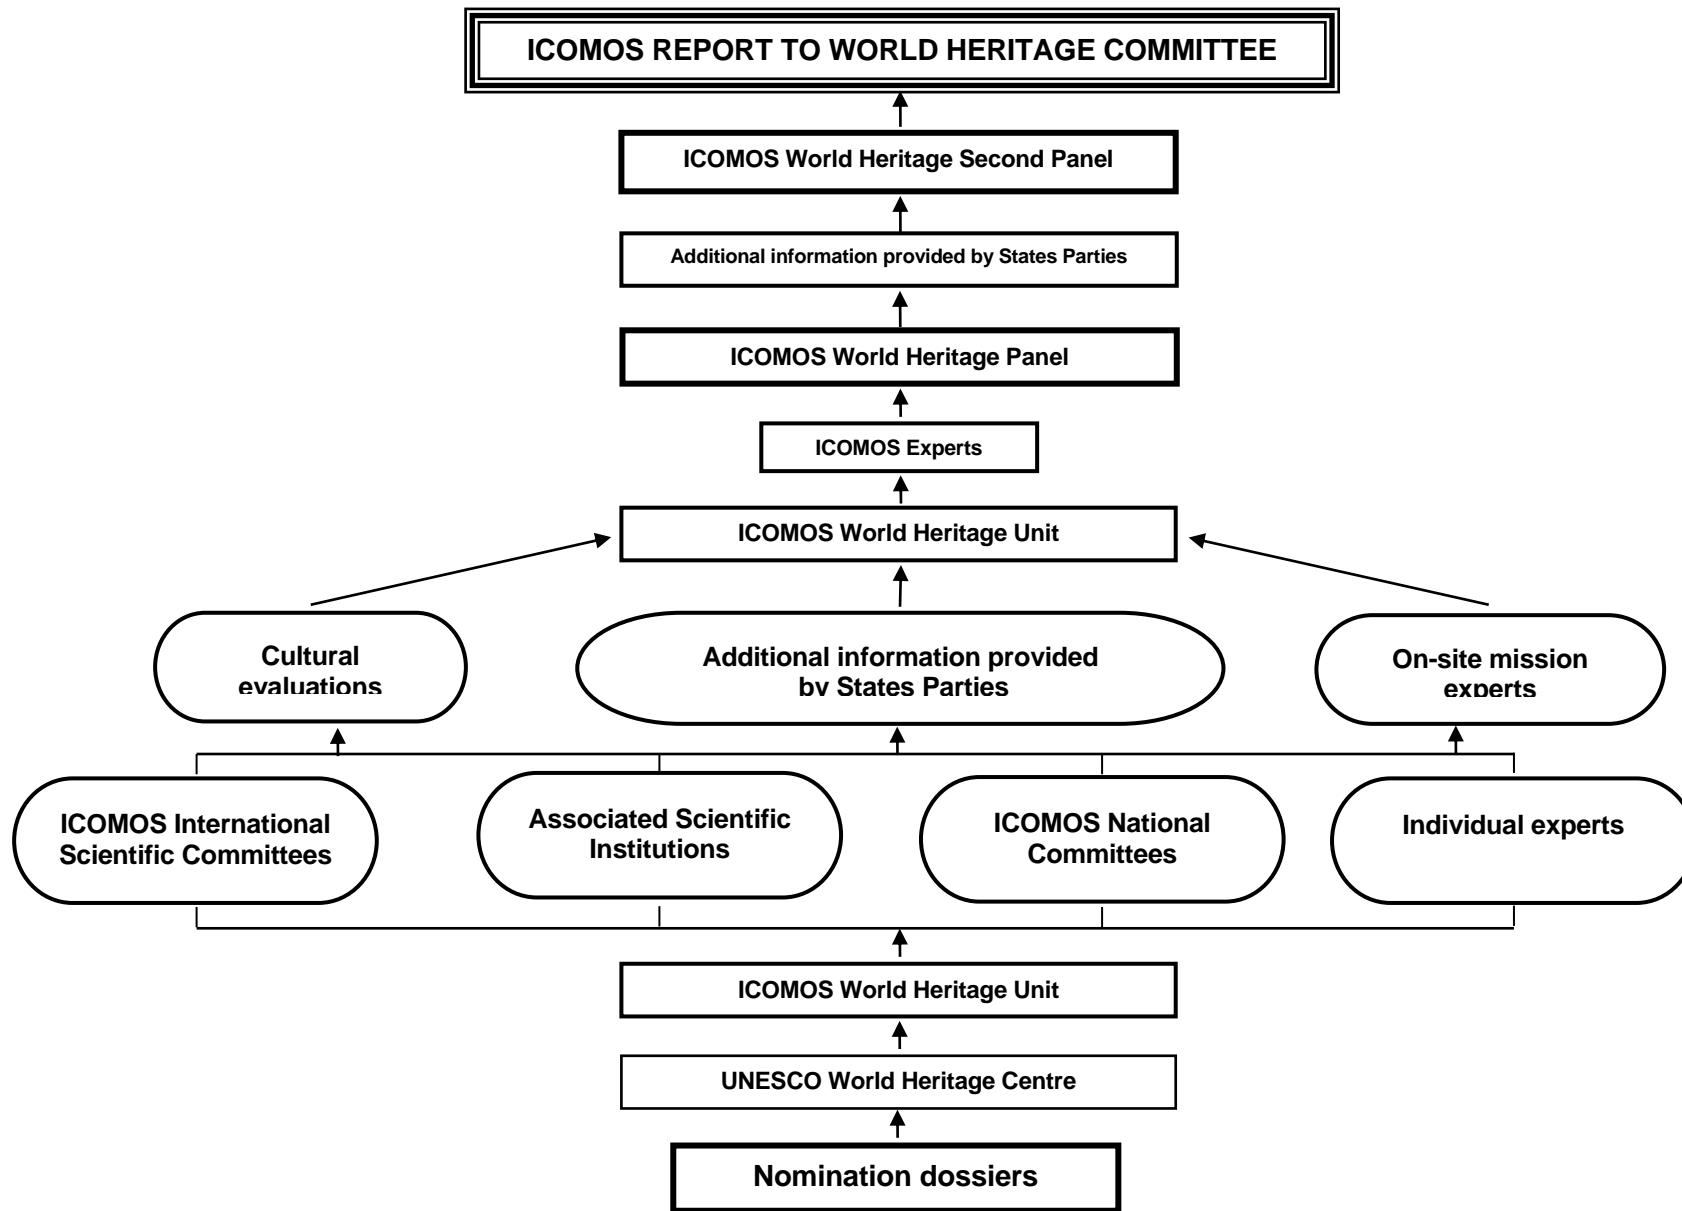 ICOMOS REPORT TO WORLD HERITAGE COMMITTEE
ICOMOS World Heritage Second Panel
Additional information provided by States Parties
ICOMOS World Heritage Panel
ICOMOS Experts
ICOMOS World Heritage Unit
Cultural
evaluations
Additional information provided
by States Parties
On-site mission
experts
ICOMOS International
Scientific Committees
Associated Scientific
Institutions
ICOMOS National
Committees
Individual experts
ICOMOS World Heritage Unit
UNESCO World Heritage Centre
Nomination dossiers